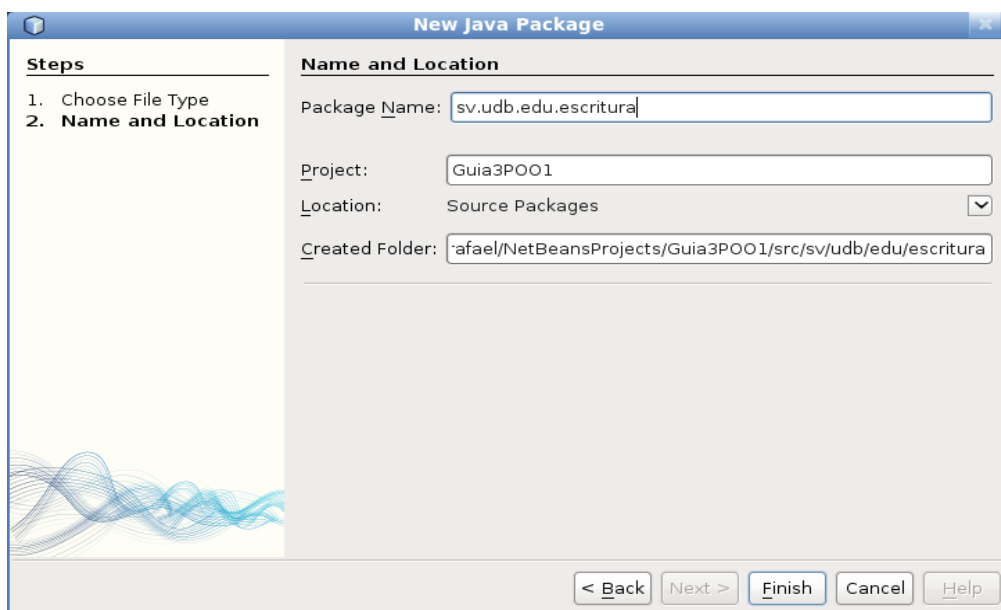 New Java Package
Steps
1. Choose File Type
2. Name and Location
Name and Location
Package Name: sv.udb.edu.escritura
Project: Guia3POO1
Location: Source Packages
Created Folder: rafael/NetBeansProjects/Guia3POO1/src/sv/udb/edu/escritura
< Back Next > Finish Cancel Help